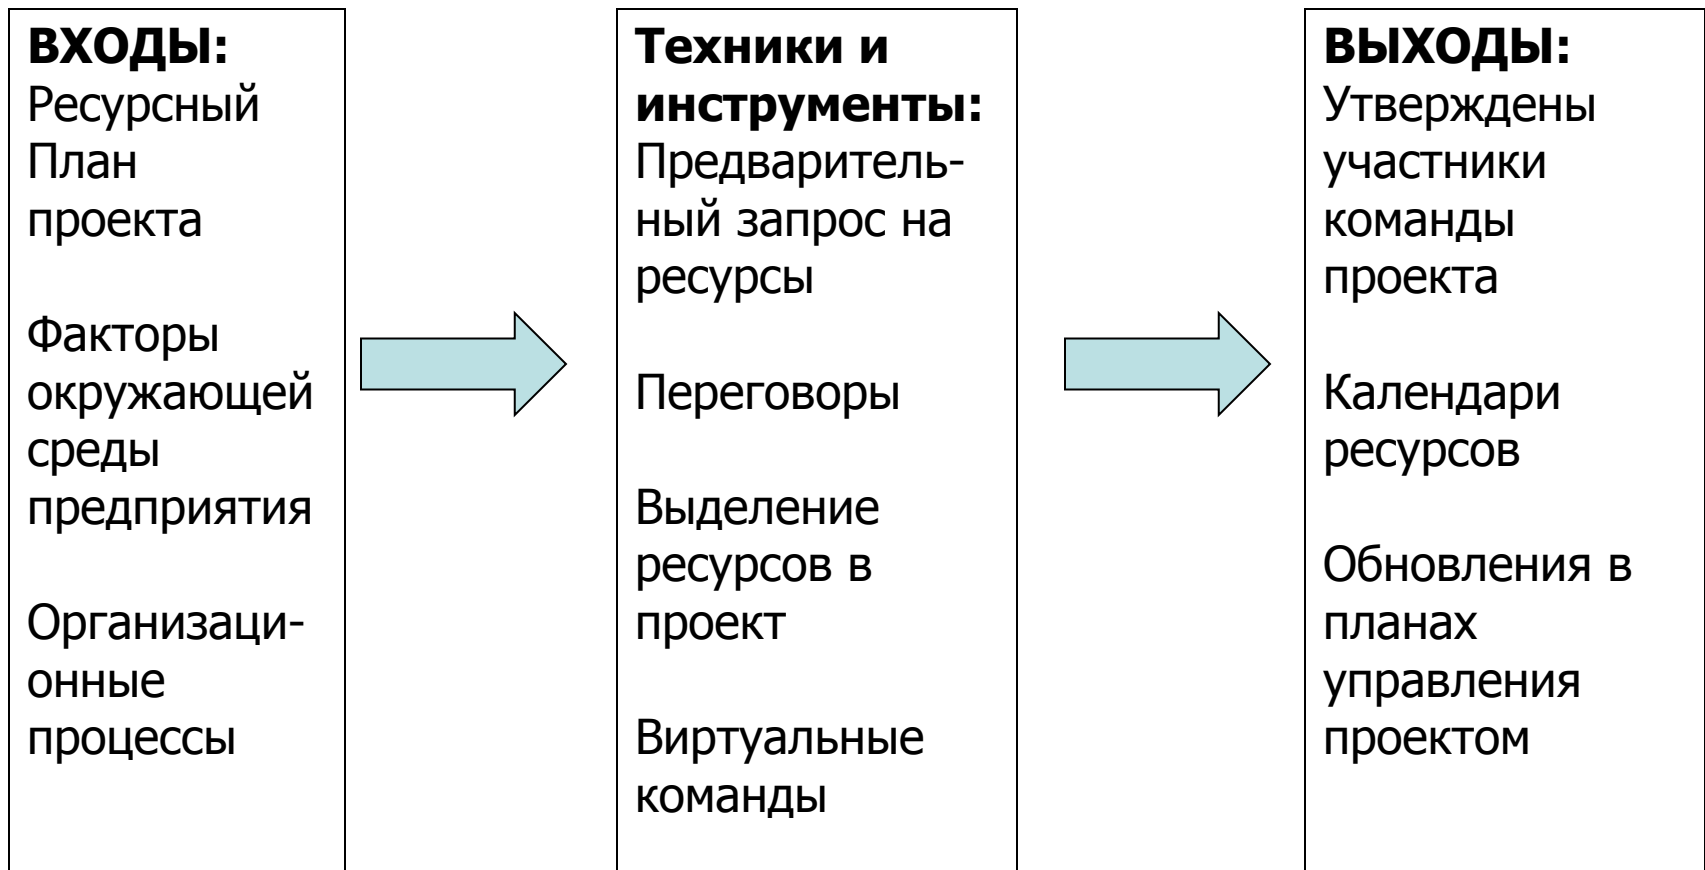 ВХОДЫ:
Ресурсный
План
проекта
Факторы
окружающей
среды
предприятия
Организаци-
онные
процессы
Техники и
инструменты:
Предваритель-
ный запрос на
ресурсы
Переговоры
Выделение
ресурсов в
проект
Виртуальные
команды
ВЫХОДЫ:
Утверждены
участники
команды
проекта
Календари
ресурсов
Обновления в
планах
управления
проектом